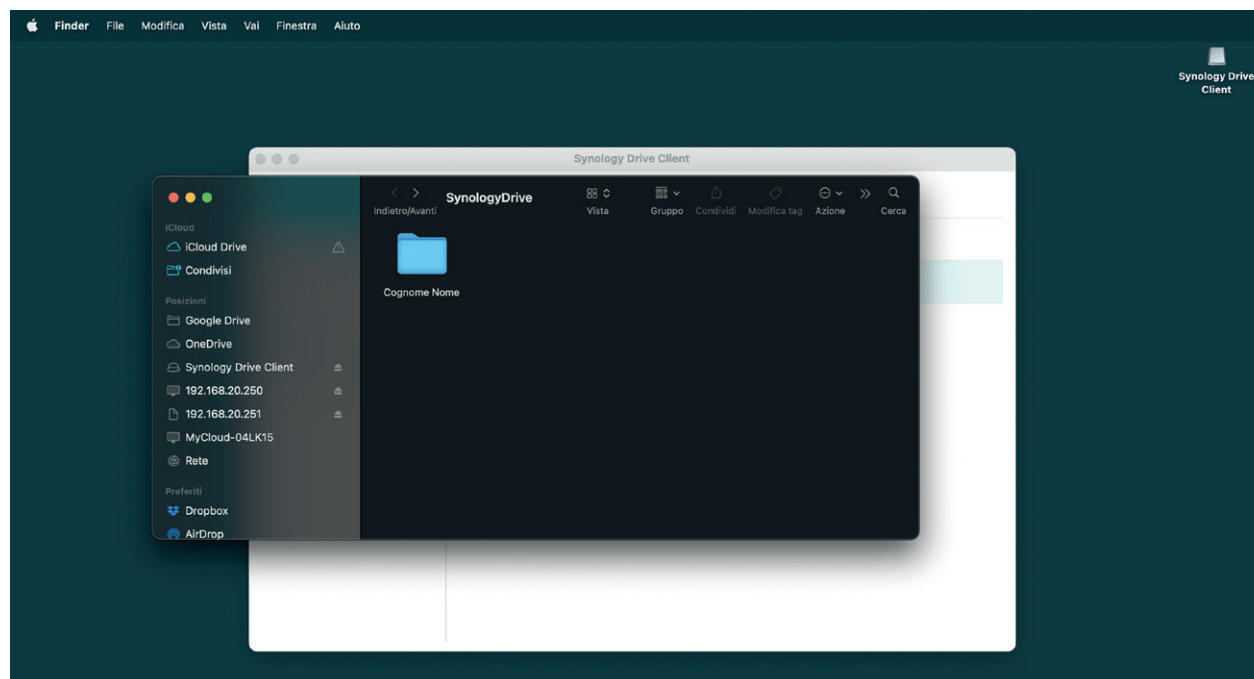 Finder File Modifica Vista Vai Finestra Aiuto
Synology Drive
Client
Synology Drive Client
SynologyDrive
Indietro/Avanti Vista Gruppo Condividi Modifica tag Azione Cerca
iCloud
iCloud Drive
Condivisi
Posizioni
Google Drive
OneDrive
Synology Drive Client
192.168.20.250
192.168.20.251
MyCloud-04LK15
Rete
Preferiti
Dropbox
AirDrop
Cognome Nome